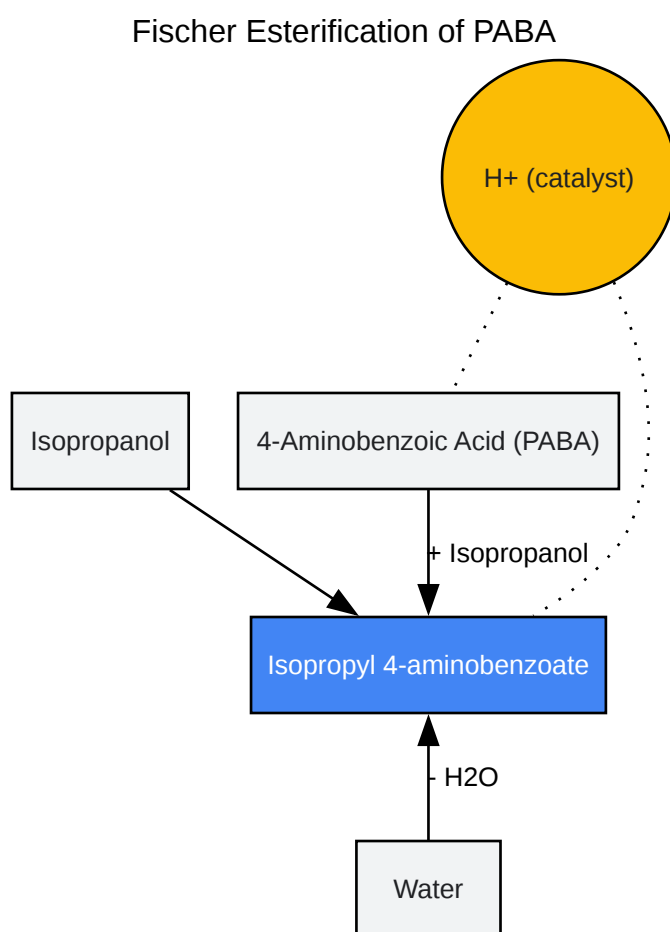 Fischer Esterification of PABA
H+ (catalyst)
Isopropanol
4-Aminobenzoic Acid (PABA)
+ Isopropanol
Isopropyl 4-aminobenzoate
- H2O
Water